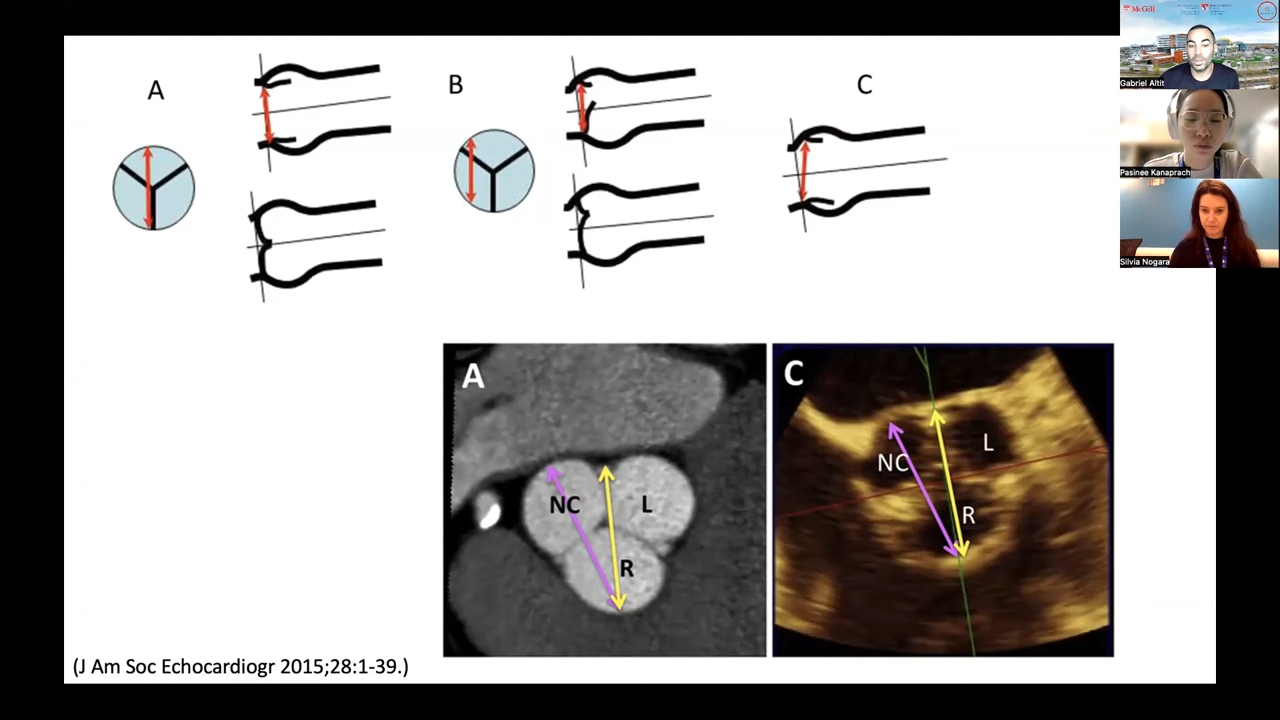 A
B
C
A
NC
L
R
C
NC
L
R
(J Am Soc Echocardiogr 2015;28:1-39.)
McGill
Gabriel Altit
Pasinee Kanaprach
Silvia Nogara